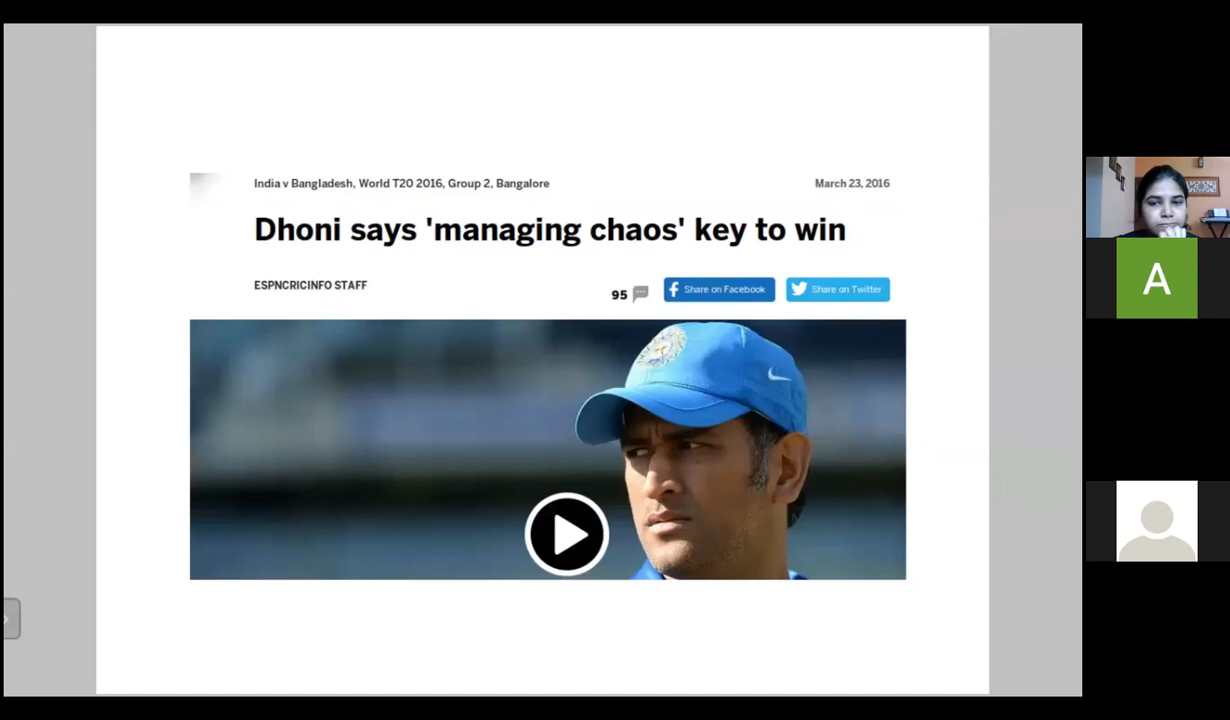 India v Bangladesh, World T20 2016, Group 2, Bangalore
March 23, 2016
Dhoni says 'managing chaos' key to win
ESPNCRICINFO STAFF
95
Share on Facebook
Share on Twitter
A